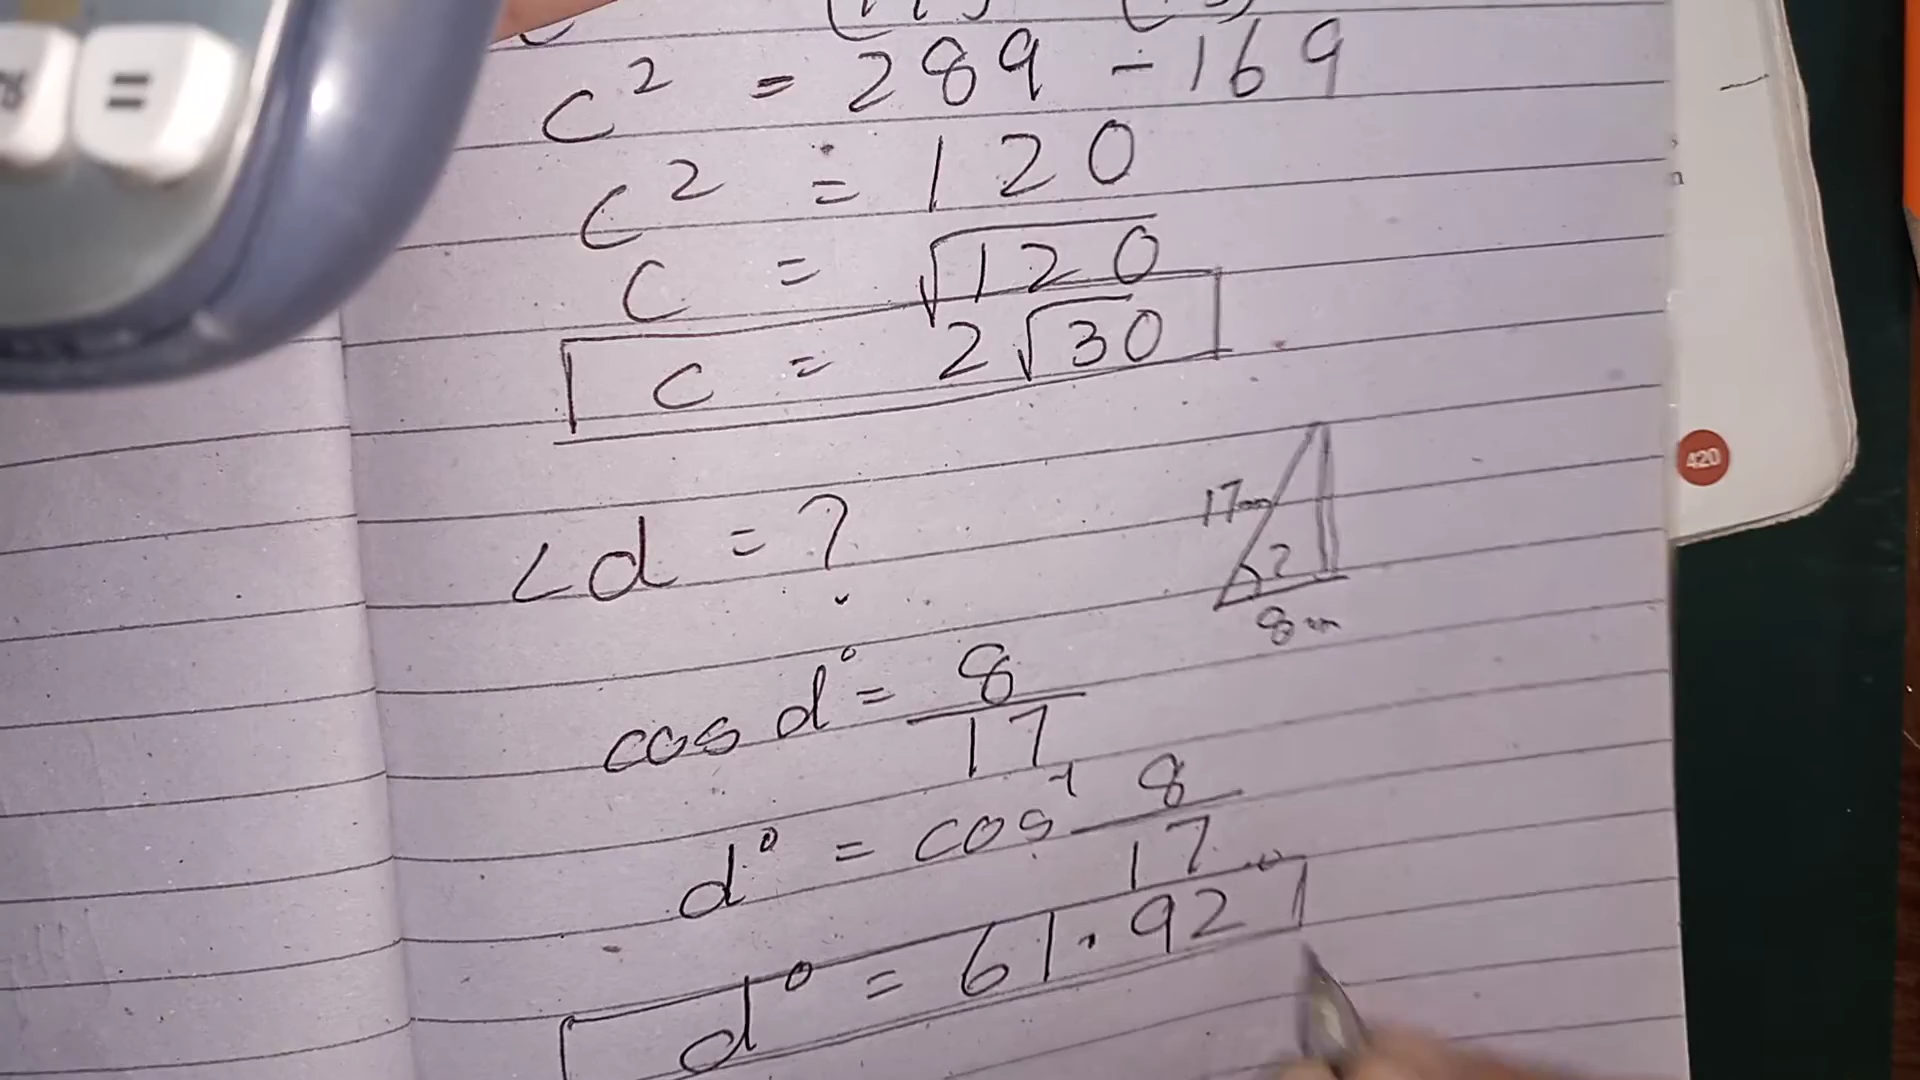 =
c² = 289 - 169
c² = 120
c = √120
c = 2√30
<d = ?
17cm
2
8cm
cos d° = 8/17
d° = cos⁻¹ 8/17
d° = 61.92°
420